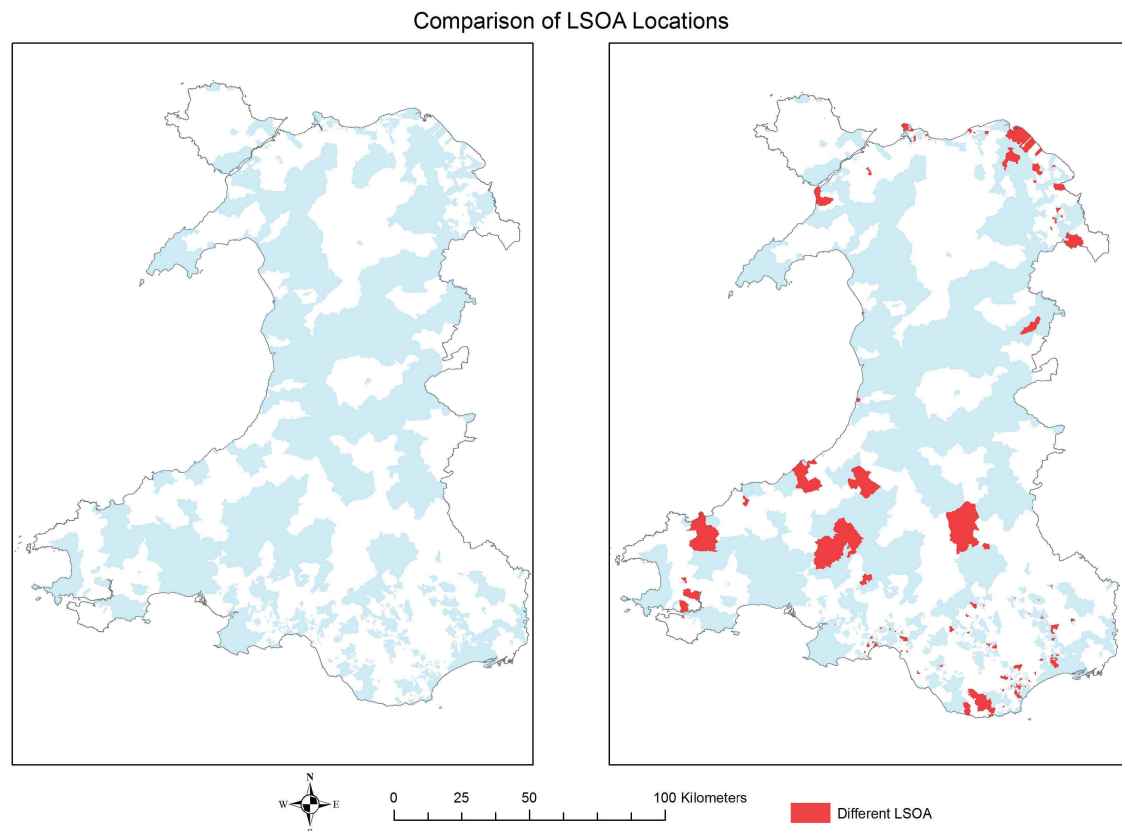 Comparison of LSOA Locations
N
W E
S
0 25 50 100 Kilometers
Different LSOA